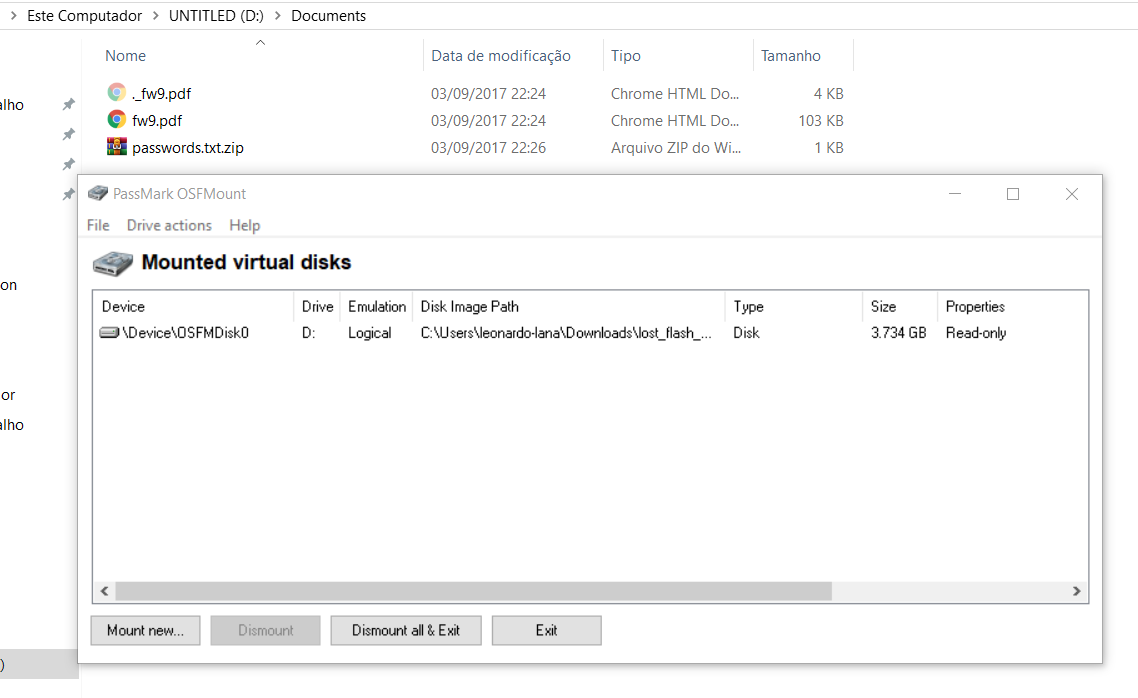 Este Computador > UNTITLED (D:) > Documents
Nome Data de modificação Tipo Tamanho
._fw9.pdf 03/09/2017 22:24 Chrome HTML Do... 4 KB
alho
fw9.pdf 03/09/2017 22:24 Chrome HTML Do... 103 KB
passwords.txt.zip 03/09/2017 22:26 Arquivo ZIP do Wi... 1 KB
PassMark OSFMount
File Drive actions Help
Mounted virtual disks
on
Device Drive Emulation Disk Image Path Type Size Properties
\Device\OSFMDisk0 D: Logical C:\Users\leonardo-lana\Downloads\lost_flash_... Disk 3.734 GB Read-only
or
alho
Mount new... Dismount Dismount all & Exit Exit
)